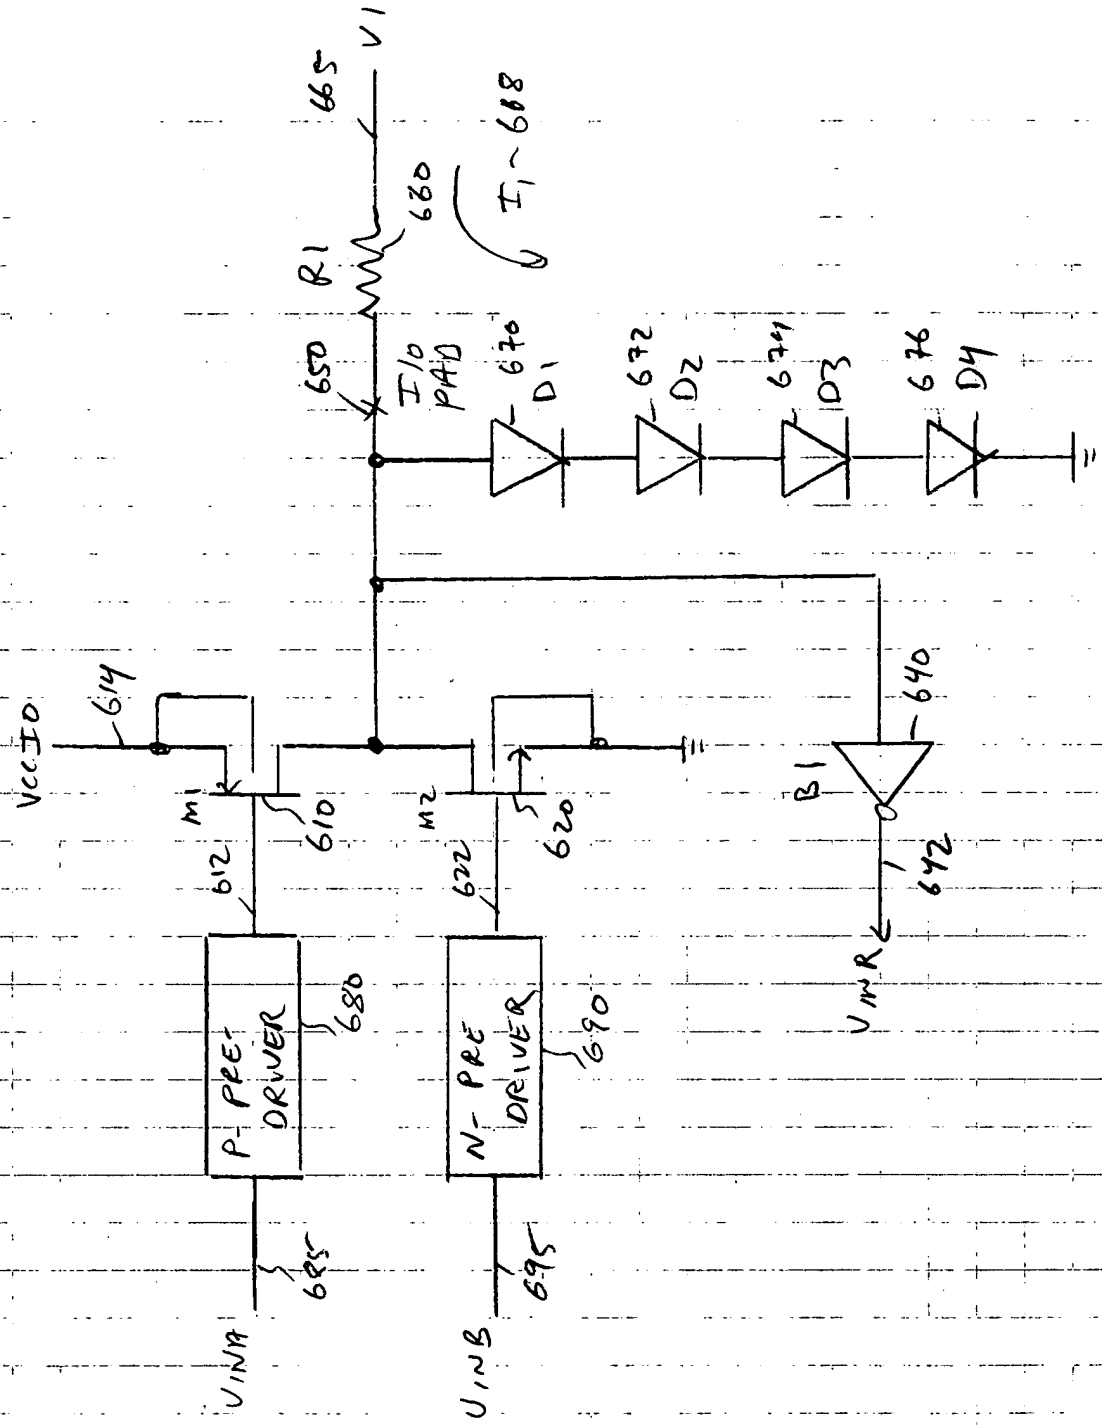 VCCIO
614
M1
610
612
P- PRE-
DRIVER
680
685
VINA
M2
620
622
N- PRE
DRIVER
690
695
VINB
B1
640
642
VINR
650
I/O
PAD
R1
660
665
V1
I1 ~ 668
670
D1
672
D2
674
D3
676
D4